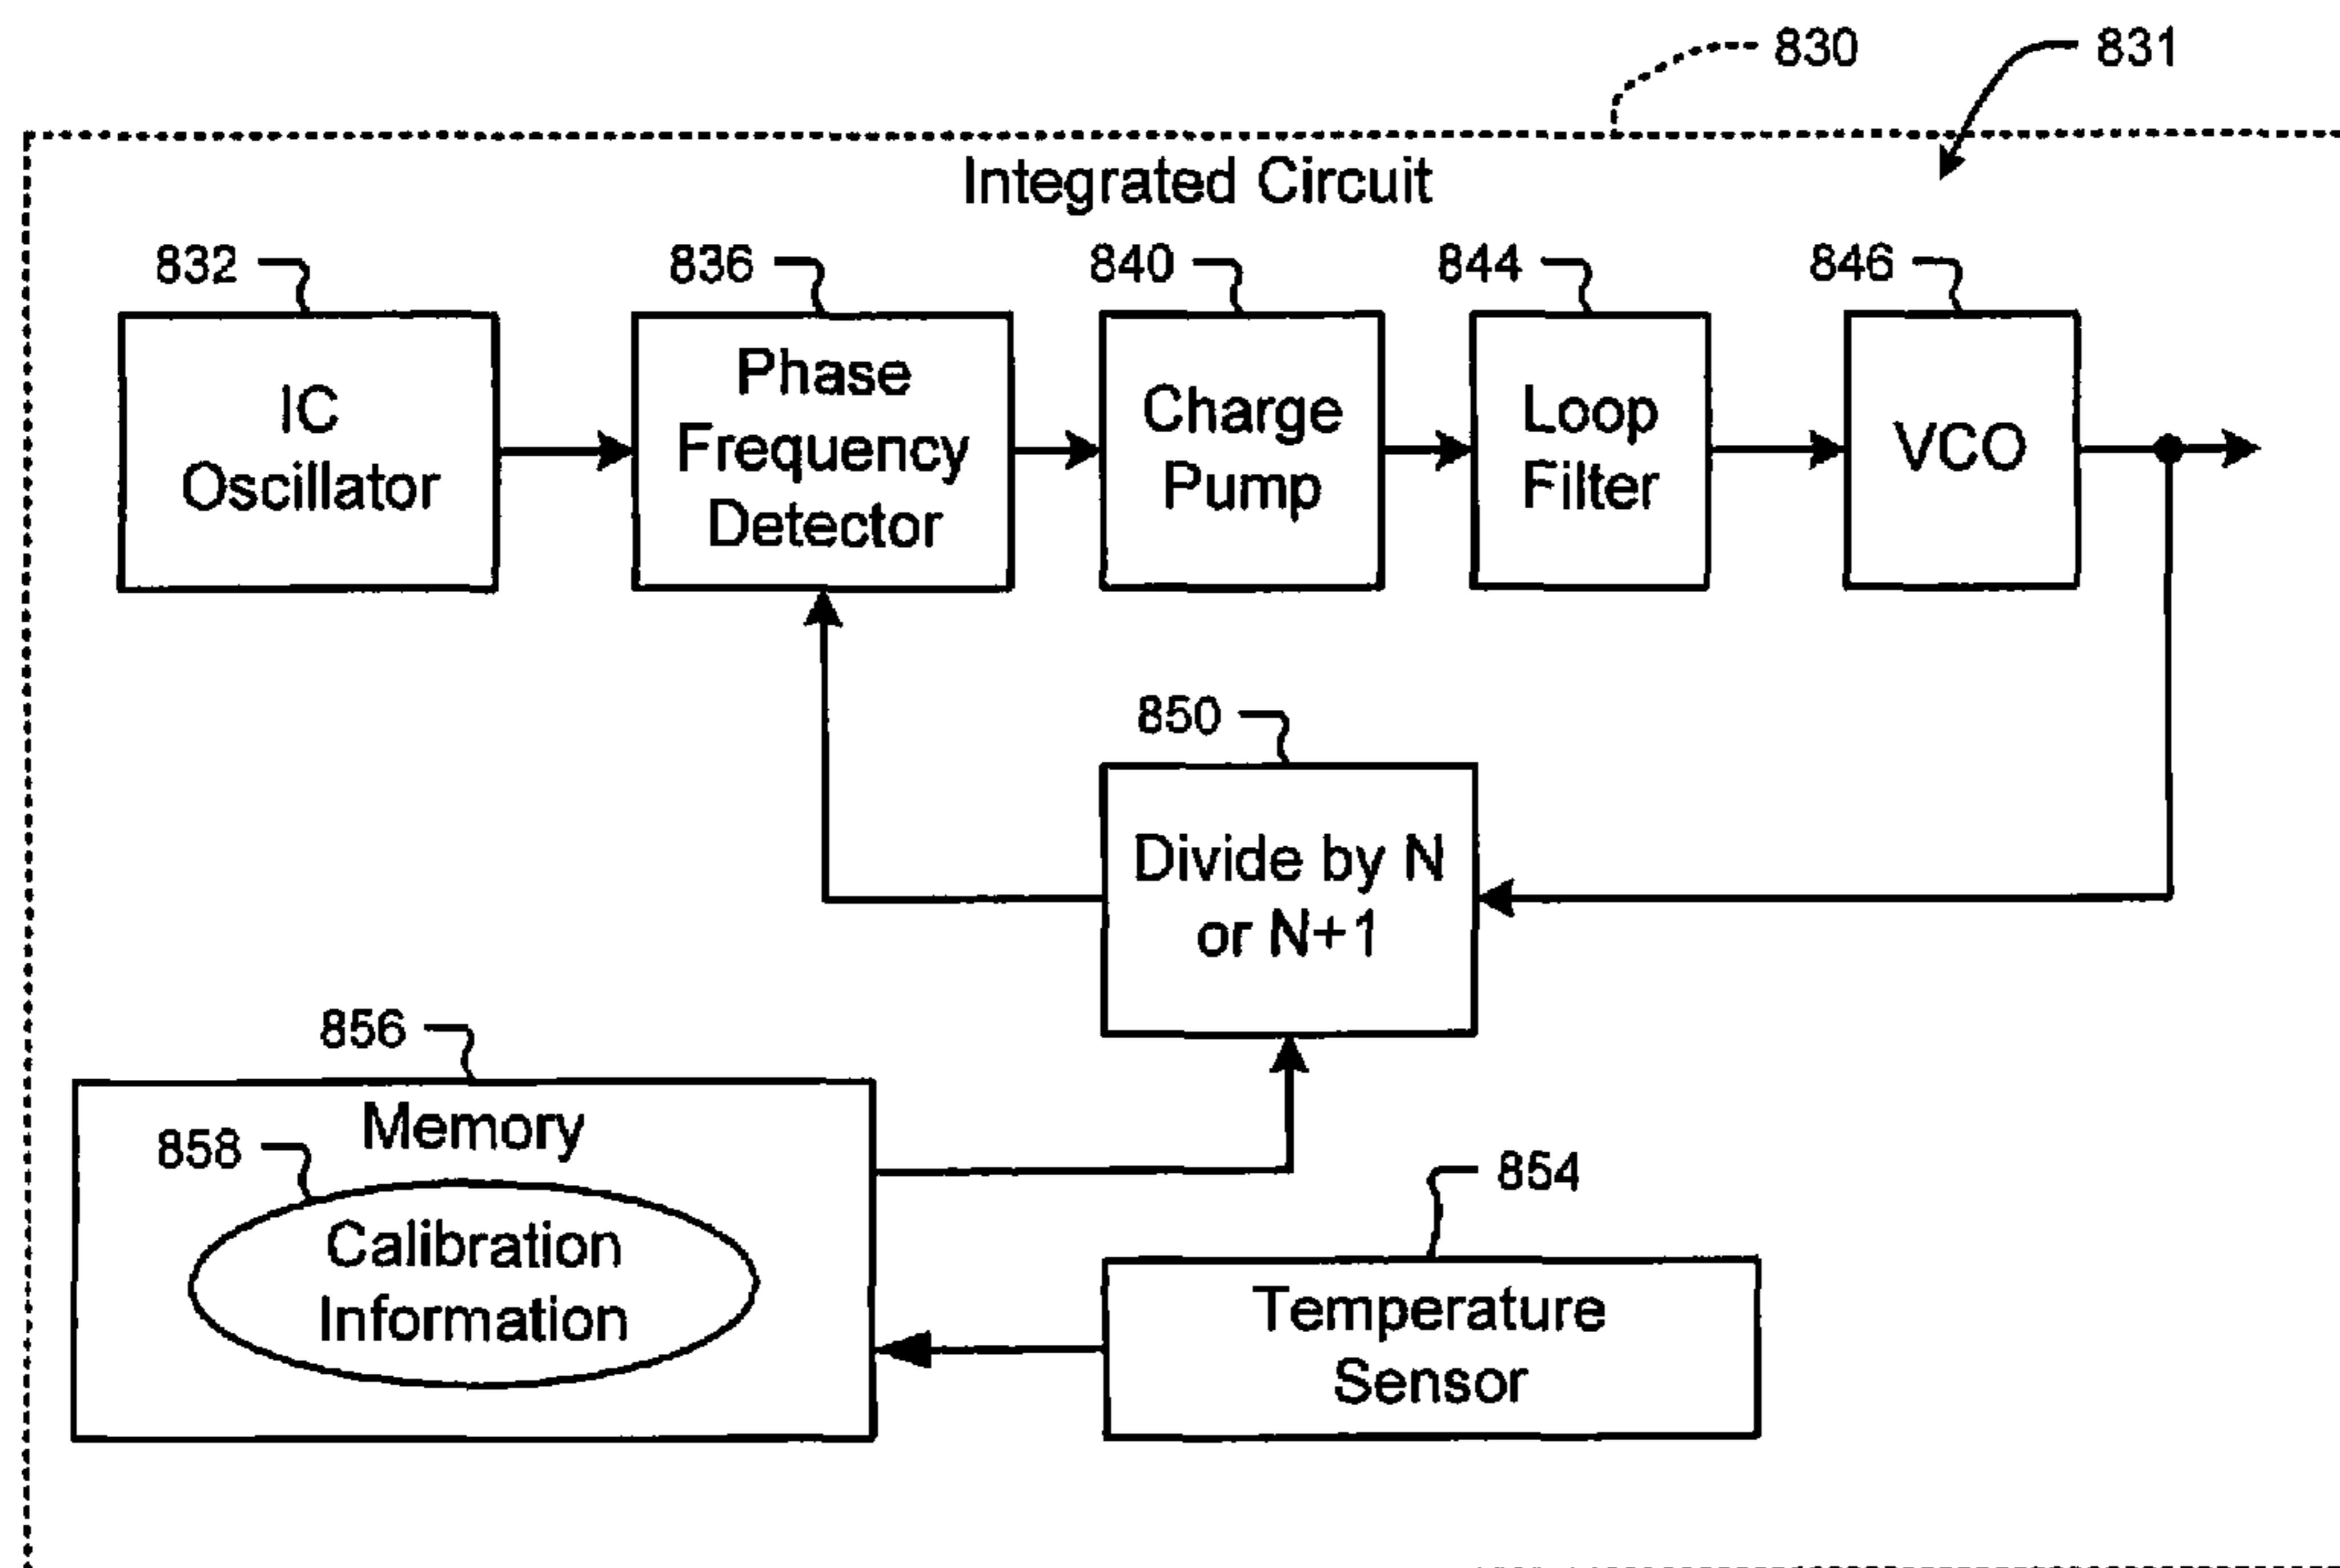 830
831
Integrated Circuit
832
836
840
844
846
IC
Oscillator
Phase
Frequency
Detector
Charge
Pump
Loop
Filter
VCO
850
Divide by N
or N+1
856
Memory
858
Calibration
Information
854
Temperature
Sensor